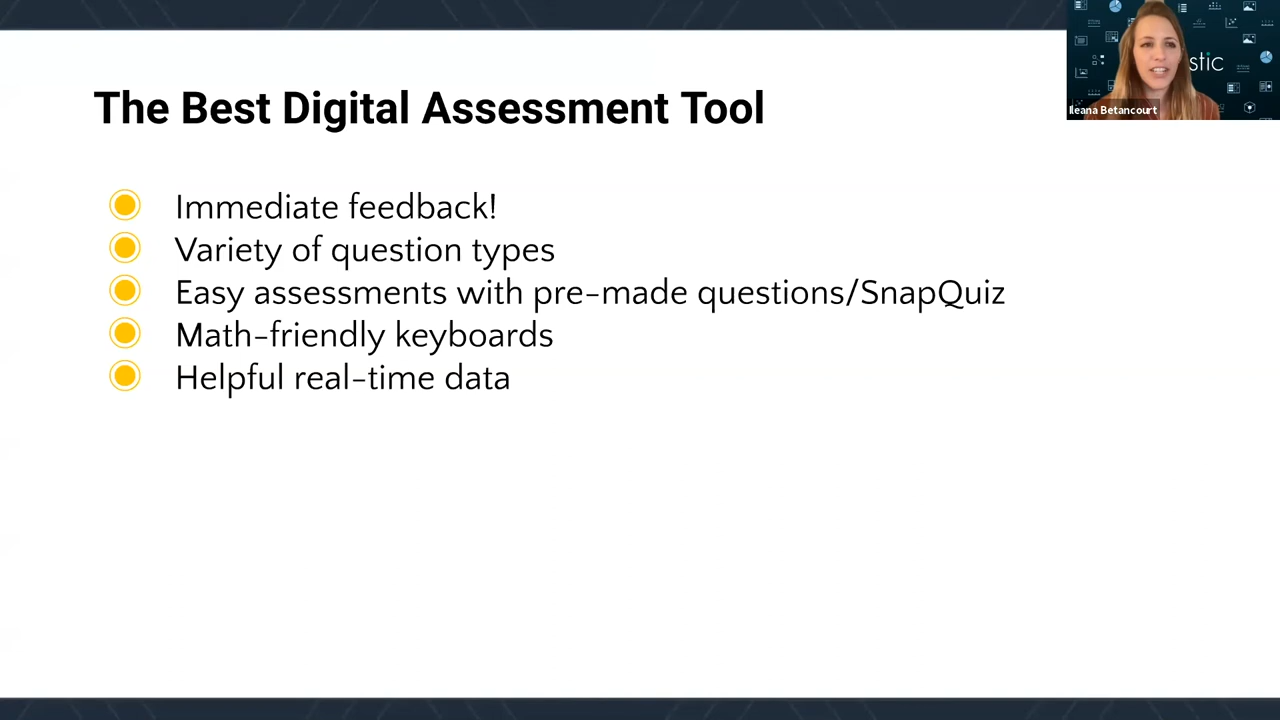 The Best Digital Assessment Tool
Immediate feedback!
Variety of question types
Easy assessments with pre-made questions/SnapQuiz
Math-friendly keyboards
Helpful real-time data
stic
Ileana Betancourt